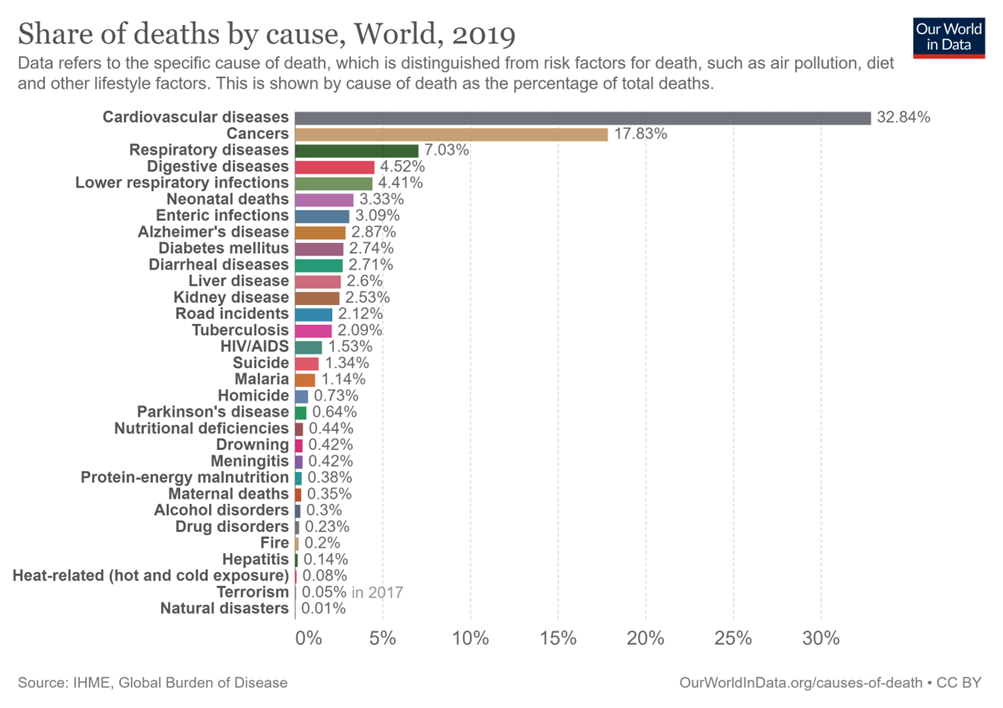 Share of deaths by cause, World, 2019
Our World
in Data
Data refers to the specific cause of death, which is distinguished from risk factors for death, such as air pollution, diet
and other lifestyle factors. This is shown by cause of death as the percentage of total deaths.
Cardiovascular diseases 32.84%
Cancers 17.83%
Respiratory diseases 7.03%
Digestive diseases 4.52%
Lower respiratory infections 4.41%
Neonatal deaths 3.33%
Enteric infections 3.09%
Alzheimer's disease 2.87%
Diabetes mellitus 2.74%
Diarrheal diseases 2.71%
Liver disease 2.6%
Kidney disease 2.53%
Road incidents 2.12%
Tuberculosis 2.09%
HIV/AIDS 1.53%
Suicide 1.34%
Malaria 1.14%
Homicide 0.73%
Parkinson's disease 0.64%
Nutritional deficiencies 0.44%
Drowning 0.42%
Meningitis 0.42%
Protein-energy malnutrition 0.38%
Maternal deaths 0.35%
Alcohol disorders 0.3%
Drug disorders 0.23%
Fire 0.2%
Hepatitis 0.14%
Heat-related (hot and cold exposure) 0.08%
Terrorism 0.05% in 2017
Natural disasters 0.01%
0% 5% 10% 15% 20% 25% 30%
Source: IHME, Global Burden of Disease OurWorldInData.org/causes-of-death • CC BY